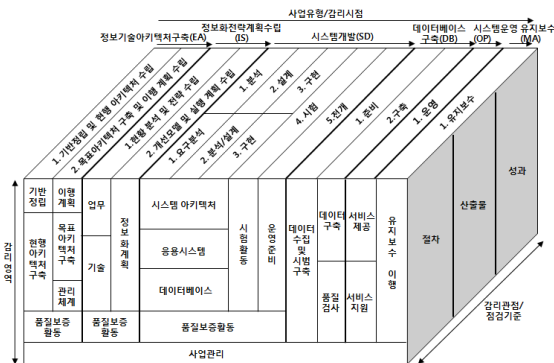 사업유형/감리시점
정보기술아키텍처구축(EA)
정보화전략계획수립
(IS)
시스템개발(SD)
데이터베이스
구축(DB)
시스템운영
(OP)
유지보수
(MA)
1. 기반정립 및 현행 아키텍처 수립
2. 목표아키텍처 구축 및 이행 계획 수립
1.현황 분석 및 전략 수립
2. 개선모델 및 실행 계획 수립
1. 분석
2. 설계
3. 구현
1. 요구분석
2. 분석/설계
3. 구현
4. 시험
5.전개
1. 준비
2.구축
1. 운영
1. 유지보수
감리영역
기반
정립
이행
계획
현행
아키텍처
구축
목표
아키텍처
구축
관리
체계
업무
기술
정보화계획
시스템 아키텍처
응용시스템
데이터베이스
시험활동
운영준비
데이터
수집
및
시범
구축
데이터
구축
품질
검사
서비스
제공
서비스
지원
유지보수
이행
품질보증
활동
품질보증
활동
품질보증활동
사업관리
절차
산출물
성과
감리관점/
점검기준